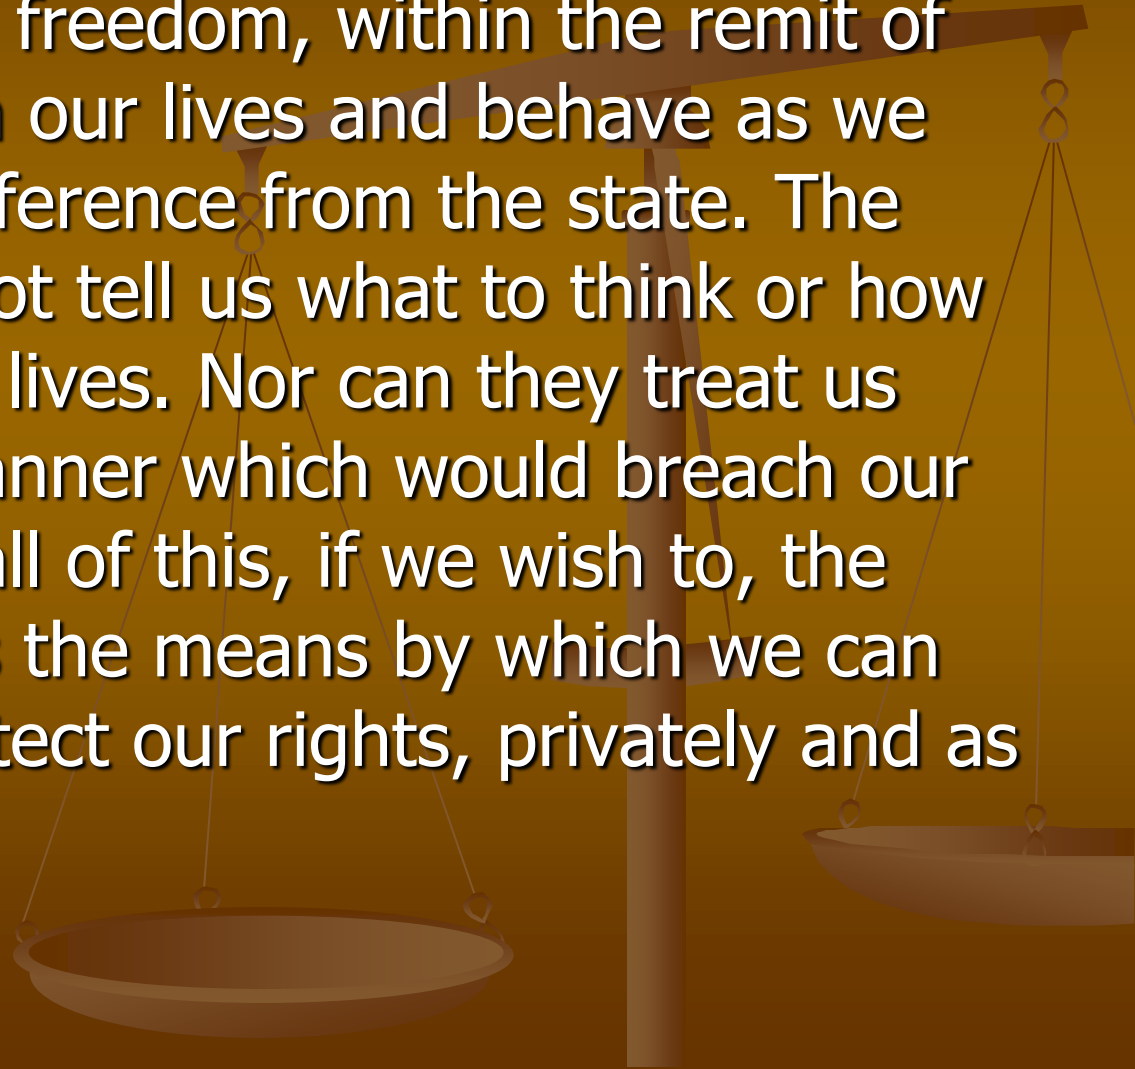 freedom, within the remit of
our lives and behave as we
ference from the state. The
ot tell us what to think or how
lives. Nor can they treat us
anner which would breach our
all of this, if we wish to, the
the means by which we can
tect our rights, privately and as